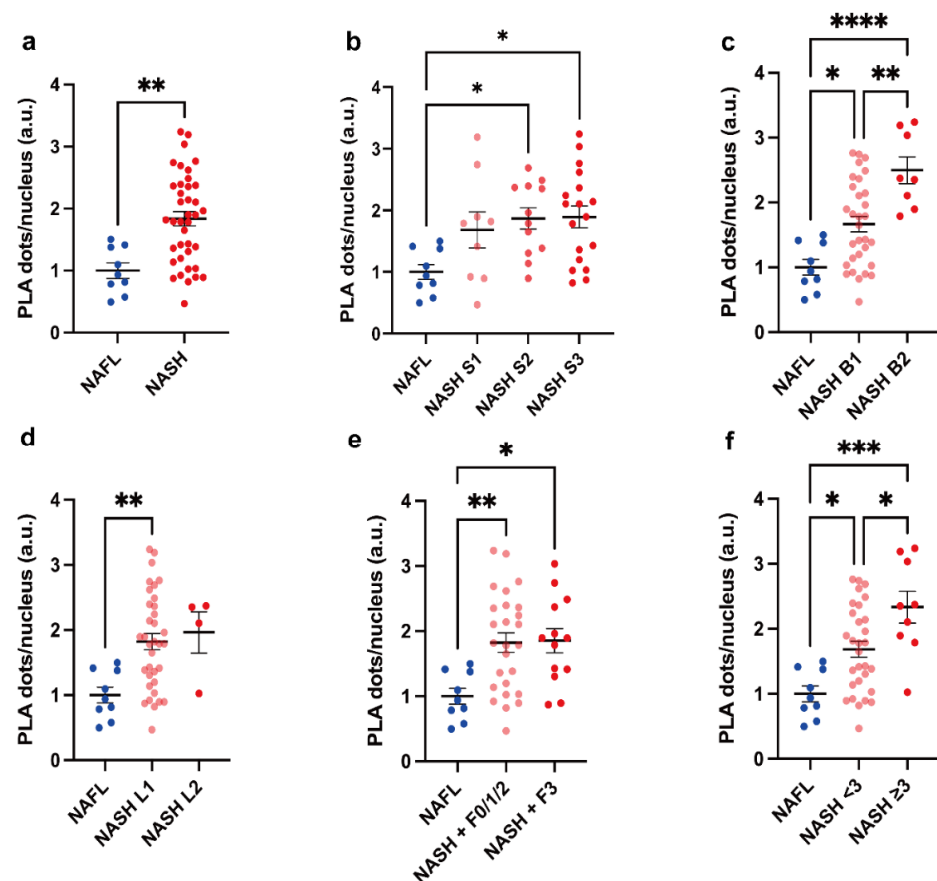 a
**
PLA dots/nucleus (a.u.)
4
3
2
1
0
NAFL
NASH
b
*
*
PLA dots/nucleus (a.u.)
4
3
2
1
0
NAFL
NASH S1
NASH S2
NASH S3
c
****
*
**
PLA dots/nucleus (a.u.)
4
3
2
1
0
NAFL
NASH B1
NASH B2
d
**
PLA dots/nucleus (a.u.)
4
3
2
1
0
NAFL
NASH L1
NASH L2
e
*
**
PLA dots/nucleus (a.u.)
4
3
2
1
0
NAFL
NASH + F0/1/2
NASH + F3
f
***
*
*
PLA dots/nucleus (a.u.)
4
3
2
1
0
NAFL
NASH <3
NASH ≥3